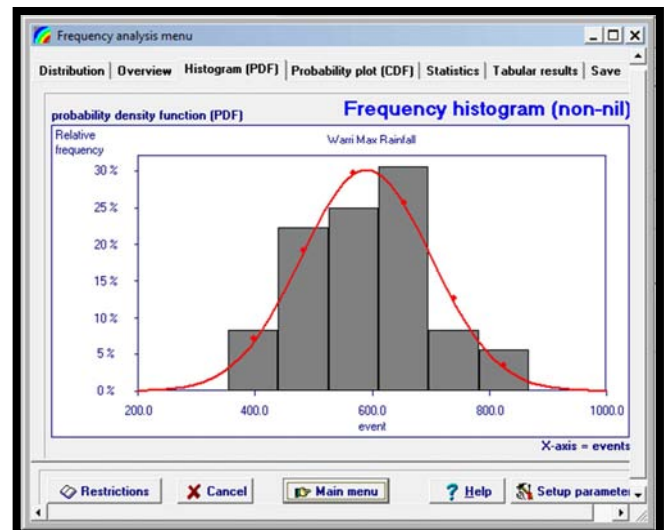 Frequency analysis menu
Distribution Overview Histogram (PDF) Probability plot (CDF) Statistics Tabular results Save
probability density function (PDF) Frequency histogram (non-nil)
Relative
frequency
Warri Max Rainfall
30 %
25 %
20 %
15 %
10 %
5 %
0 %
200.0 400.0 600.0 800.0 1000.0
event
X-axis = events
Restrictions Cancel Main menu ? Help Setup parameter